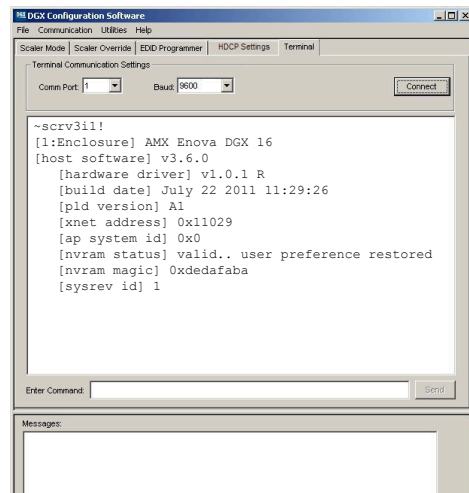 DGX Configuration Software
File Communication Utilities Help
Scaler Mode Scaler Override EDID Programmer HDCP Settings Terminal
Terminal Communication Settings
Comm Port: 1 Baud: 9600 Connect
~scrv3i1!
[1:Enclosure] AMX Enova DGX 16
[host software] v3.6.0
[hardware driver] v1.0.1 R
[build date] July 22 2011 11:29:26
[pld version] A1
[xnet address] 0x11029
[ap system id] 0x0
[nvram status] valid.. user preference restored
[nvram magic] 0xdedafaba
[sysrev id] 1
Enter Command: Send
Messages: